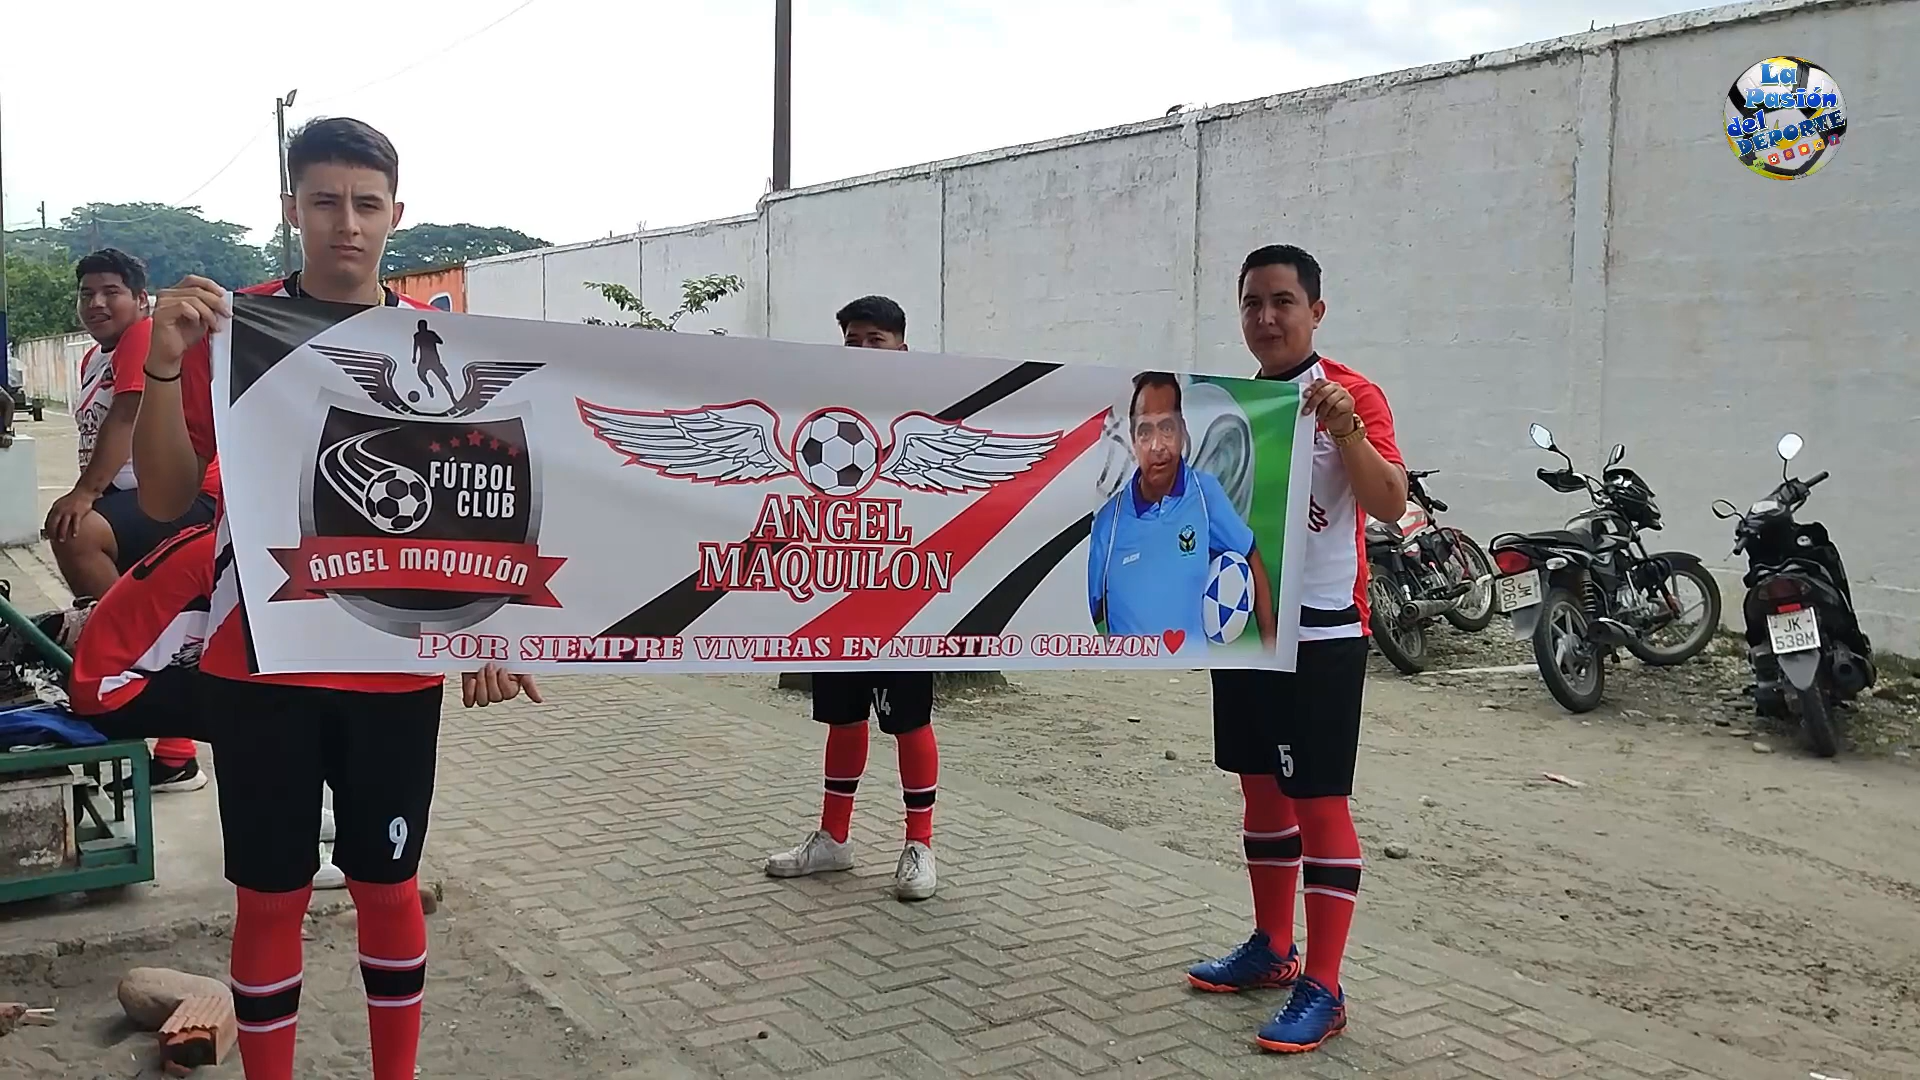 La
Pasión
del
DEPORTE
FÚTBOL
CLUB
ÁNGEL MAQUILÓN
ANGEL
MAQUILON
POR SIEMPRE VIVIRAS EN NUESTRO CORAZON
9
14
5
JK
538M